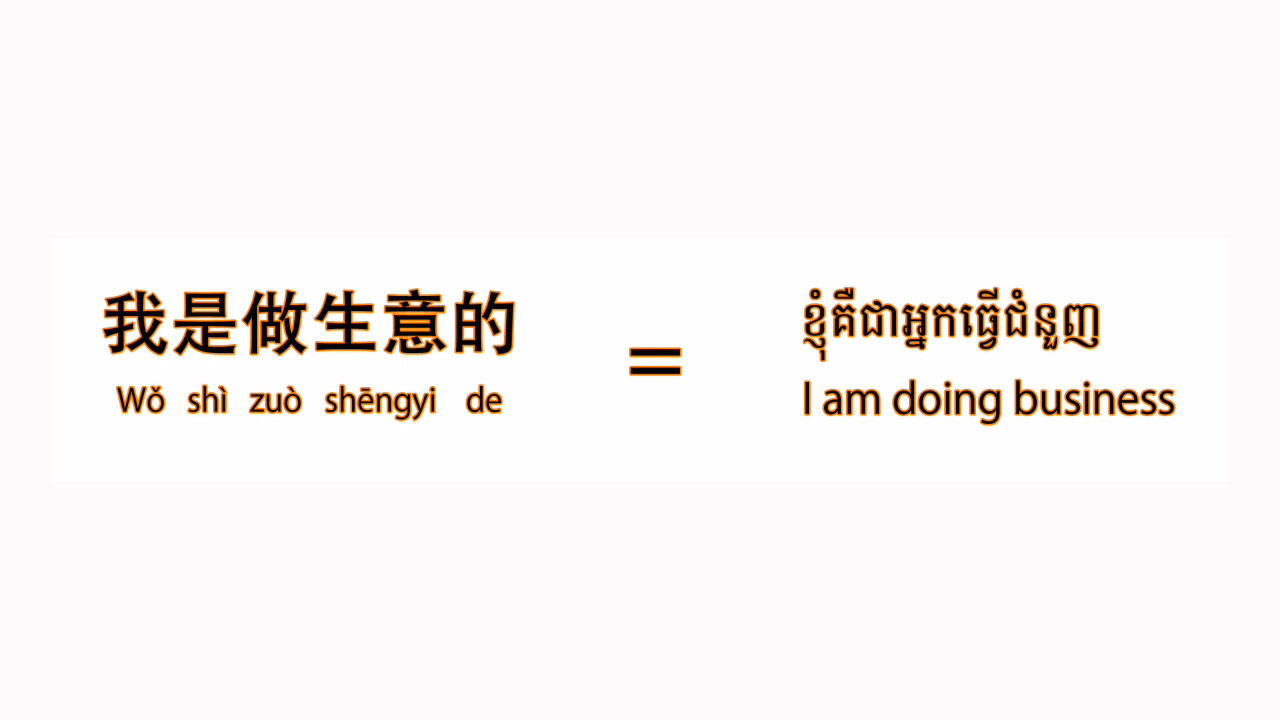 我是做生意的
Wǒ shì zuò shēngyi de
=
ខ្ញុំគឺជាអ្នកធ្វើជំនួញ
I am doing business